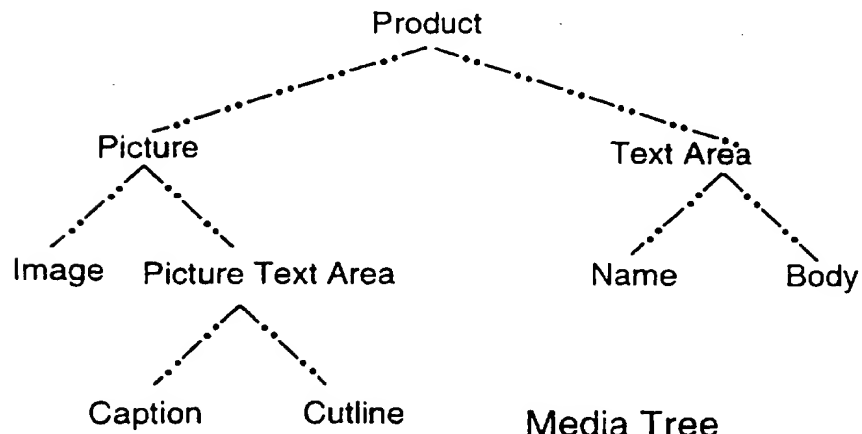 Product
Picture Text Area
Image Picture Text Area Name Body
Caption Cutline
Media Tree